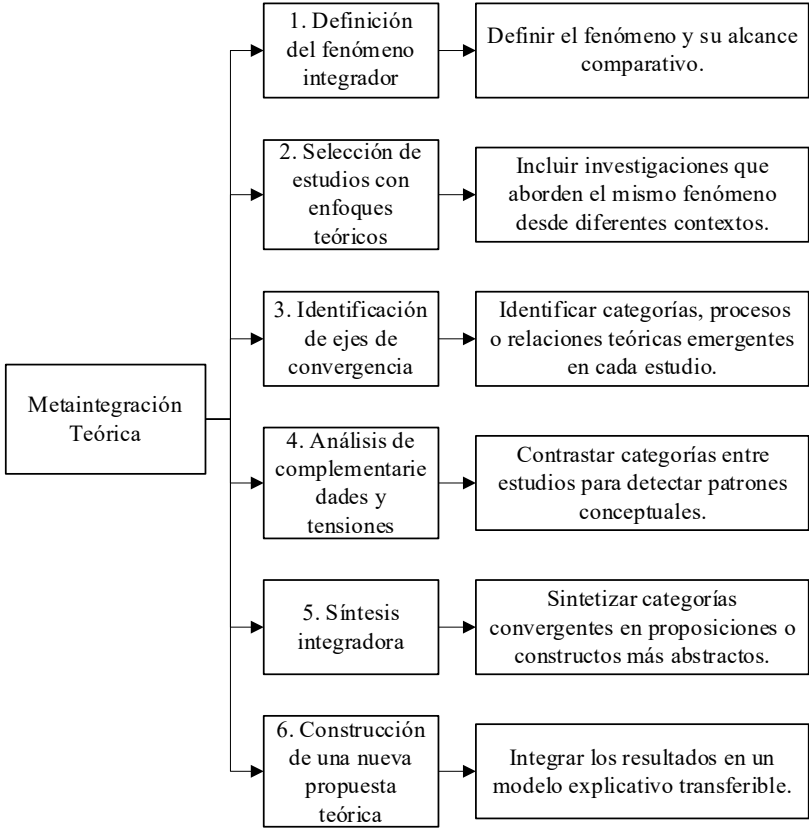 1. Definición
del fenómeno
integrador
Definir el fenómeno y su alcance
comparativo.
2. Selección de
estudios con
enfoques
teóricos
Incluir investigaciones que
aborden el mismo fenómeno
desde diferentes contextos.
3. Identificación
de ejes de
convergencia
Identificar categorías, procesos
o relaciones teóricas emergentes
en cada estudio.
Metaintegración
Teórica
4. Análisis de
complementarie
dades y
tensiones
Contrastar categorías entre
estudios para detectar patrones
conceptuales.
5. Síntesis
integradora
Sintetizar categorías
convergentes en proposiciones o
constructos más abstractos.
6. Construcción
de una nueva
propuesta
teórica
Integrar los resultados en un
modelo explicativo transferible.